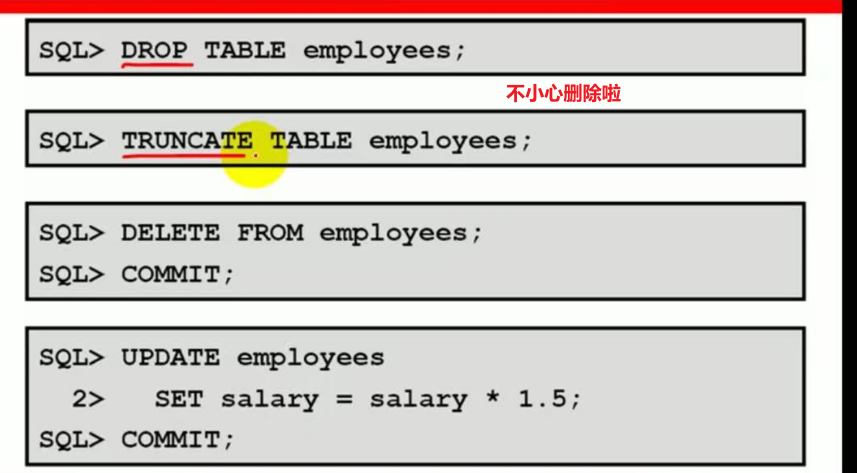 SQL> DROP TABLE employees;
不小心删除啦
SQL> TRUNCATE TABLE employees;
SQL> DELETE FROM employees;
SQL> COMMIT;
SQL> UPDATE employees
2> SET salary = salary * 1.5;
SQL> COMMIT;